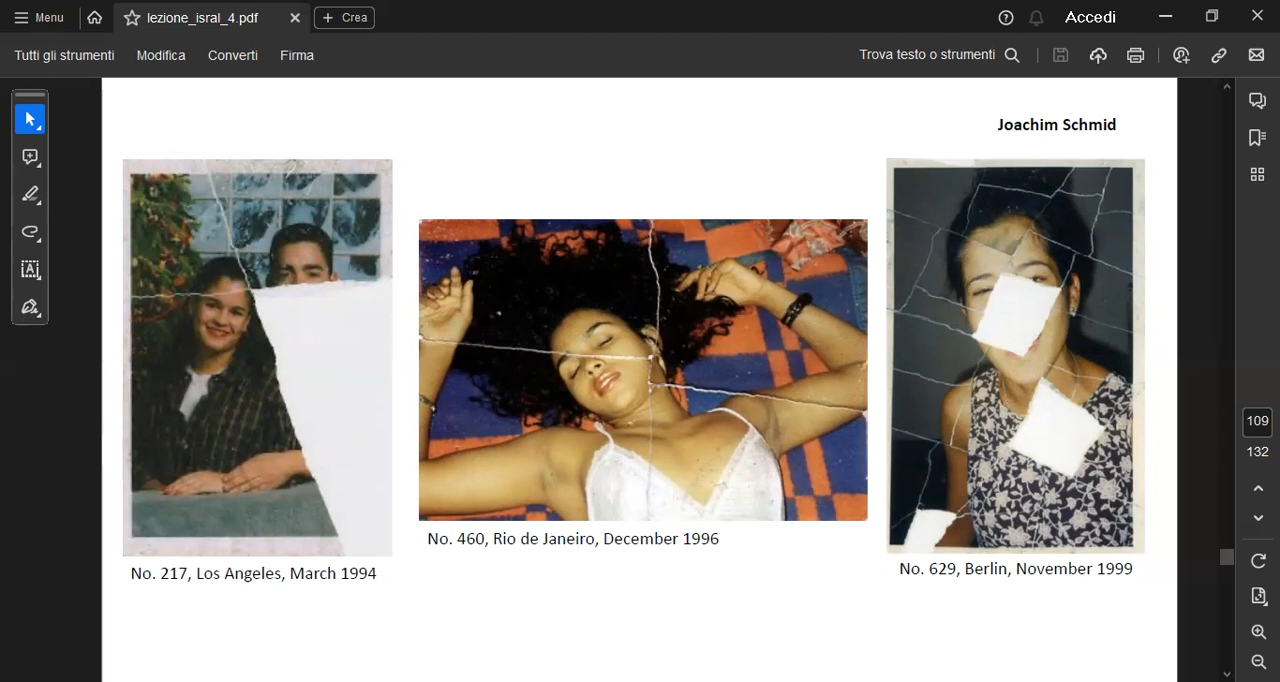 Menu
lezione_isral_4.pdf
Crea
Accedi
Tutti gli strumenti Modifica Converti Firma
Trova testo o strumenti
Joachim Schmid
No. 460, Rio de Janeiro, December 1996
No. 217, Los Angeles, March 1994
No. 629, Berlin, November 1999
109
132